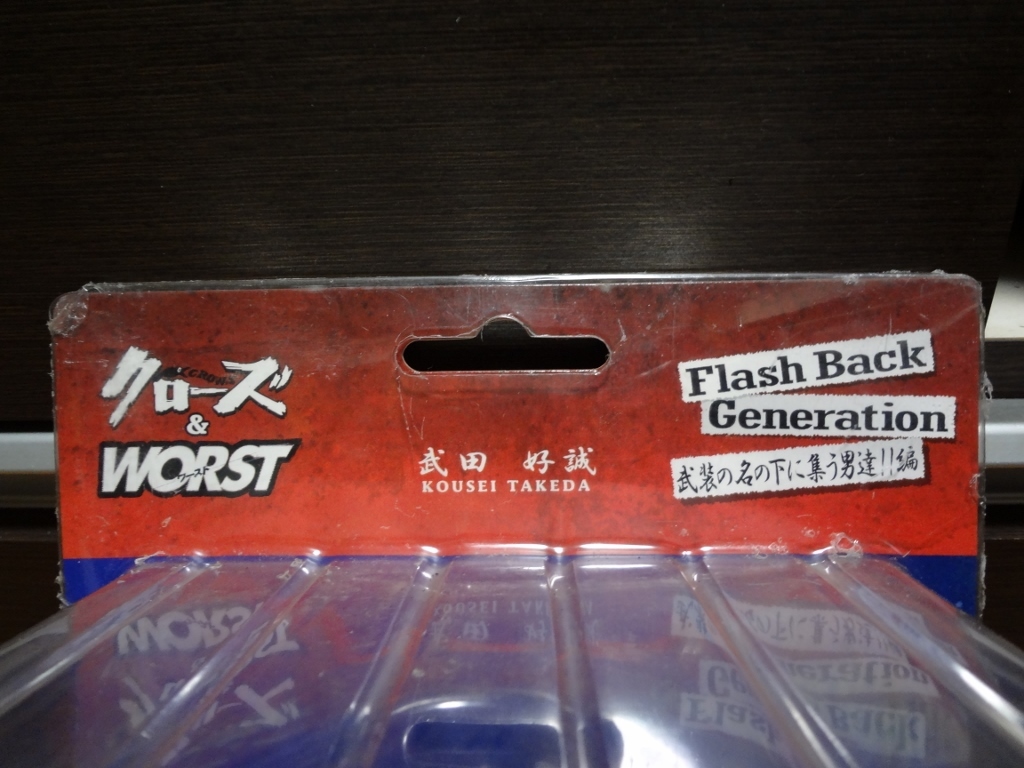 クローズ
&
WORST
ワースト
武田 好誠
KOUSEI TAKEDA
Flash Back
Generation
武装の名の下に集う男達!!編